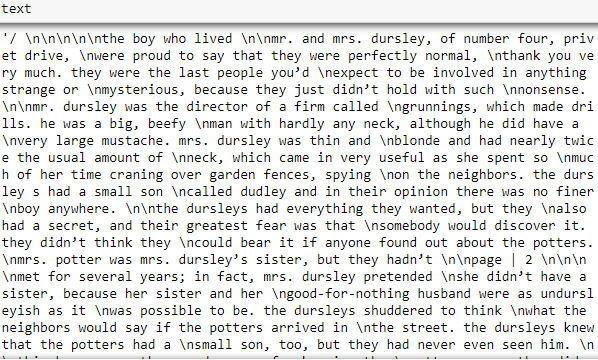 text
'/ \n\n\n\n\nthe boy who lived \n\nmr. and mrs. dursley, of number four, priv
et drive, \nwere proud to say that they were perfectly normal, \nthank you ve
ry much. they were the last people you’d \nexpect to be involved in anything
strange or \nmysterious, because they just didn’t hold with such \nnonsense.
\n\nmr. dursley was the director of a firm called \ngrunnings, which made dri
lls. he was a big, beefy \nman with hardly any neck, although he did have a
\nvery large mustache. mrs. dursley was thin and \nblonde and had nearly twic
e the usual amount of \nneck, which came in very useful as she spent so \nmuc
h of her time craning over garden fences, spying \non the neighbors. the durs
ley s had a small son \ncalled dudley and in their opinion there was no finer
\nboy anywhere. \n\nthe dursleys had everything they wanted, but they \nalso
had a secret, and their greatest fear was that \nsomebody would discover it.
they didn’t think they \ncould bear it if anyone found out about the potters.
\nmrs. potter was mrs. dursley’s sister, but they hadn’t \n\npage | 2 \n\n\n
\nmet for several years; in fact, mrs. dursley pretended \nshe didn’t have a
sister, because her sister and her \ngood-for-nothing husband were as undursl
eyish as it \nwas possible to be. the dursleys shuddered to think \nwhat the
neighbors would say if the potters arrived in \nthe street. the dursleys knew
that the potters had a \nsmall son, too, but they had never even seen him. \n